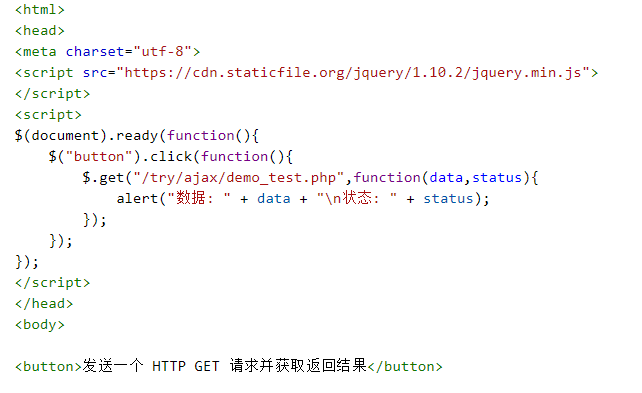 <html>
<head>
<meta charset="utf-8">
<script src="https://cdn.staticfile.org/jquery/1.10.2/jquery.min.js">
</script>
<script>
$(document).ready(function(){
    $("button").click(function(){
        $.get("/try/ajax/demo_test.php",function(data,status){
            alert("数据: " + data + "\n状态: " + status);
        });
    });
});
</script>
</head>
<body>
<button>发送一个 HTTP GET 请求并获取返回结果</button>